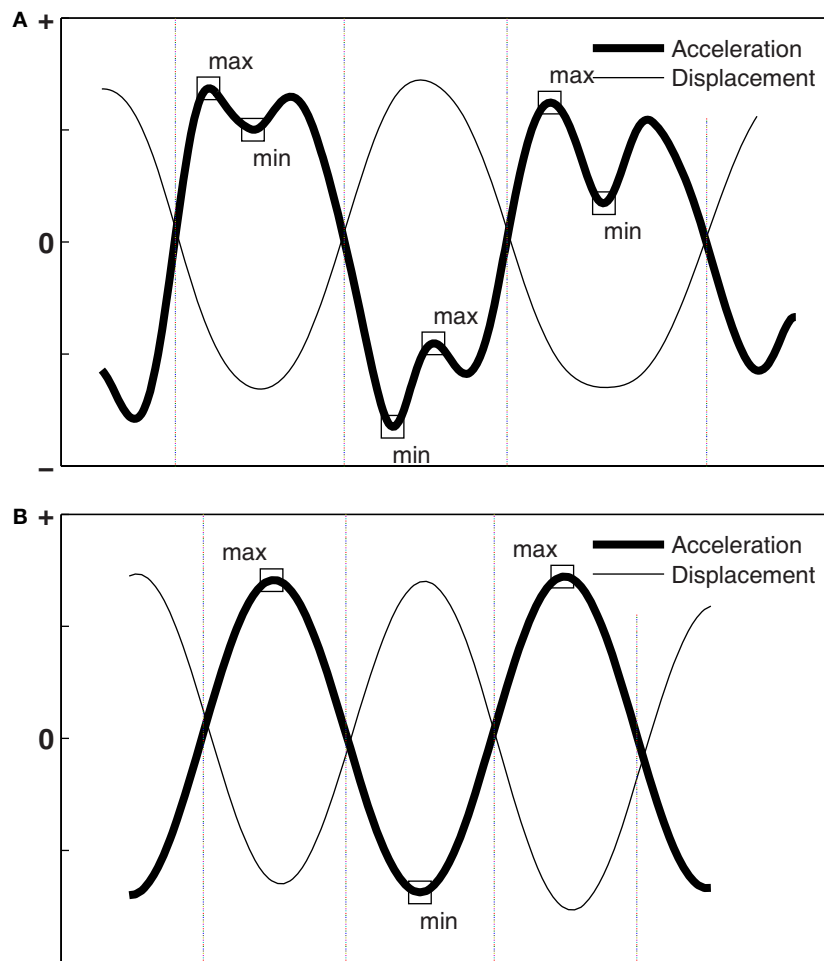 A +
max
Acceleration
max
Displacement
min
0
min
max
min
–
B +
max
max
Acceleration
Displacement
0
min